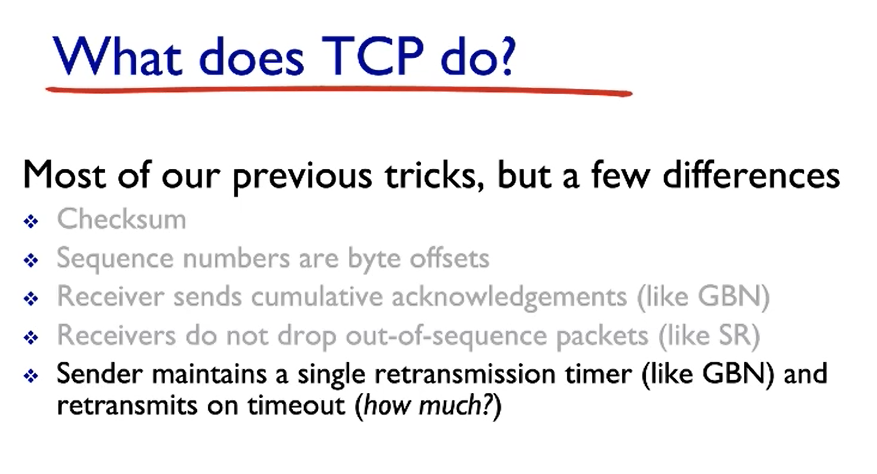 What does TCP do?
Most of our previous tricks, but a few differences
Checksum
Sequence numbers are byte offsets
Receiver sends cumulative acknowledgements (like GBN)
Receivers do not drop out-of-sequence packets (like SR)
Sender maintains a single retransmission timer (like GBN) and
retransmits on timeout (how much?)